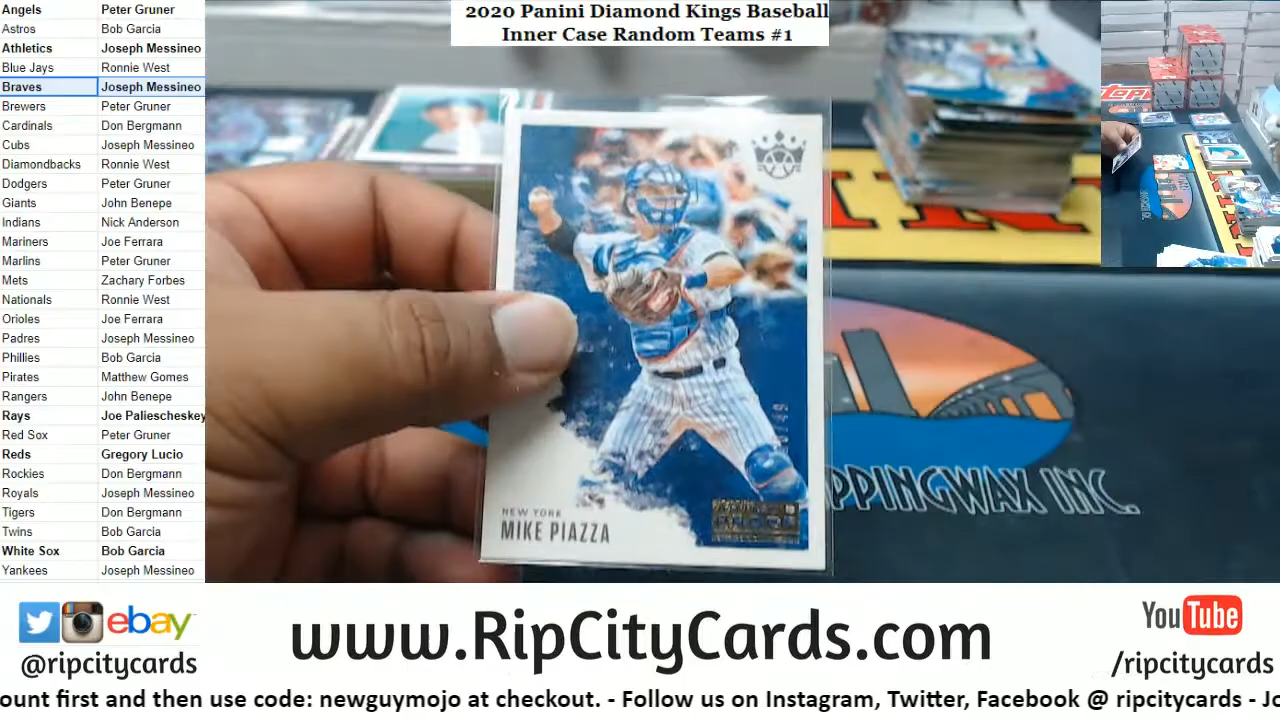 2020 Panini Diamond Kings Baseball
Inner Case Random Teams #1
Angels Peter Gruner
Astros Bob Garcia
Athletics Joseph Messineo
Blue Jays Ronnie West
Braves Joseph Messineo
Brewers Peter Gruner
Cardinals Don Bergmann
Cubs Joseph Messineo
Diamondbacks Ronnie West
Dodgers Peter Gruner
Giants John Benepe
Indians Nick Anderson
Mariners Joe Ferrara
Marlins Peter Gruner
Mets Zachary Forbes
Nationals Ronnie West
Orioles Joe Ferrara
Padres Joseph Messineo
Phillies Bob Garcia
Pirates Matthew Gomes
Rangers John Benepe
Rays Joe Paliescheskey
Red Sox Peter Gruner
Reds Gregory Lucio
Rockies Don Bergmann
Royals Joseph Messineo
Tigers Don Bergmann
Twins Bob Garcia
White Sox Bob Garcia
Yankees Joseph Messineo
NEW YORK
MIKE PIAZZA
PPINGWAX INC.
ebay
@ripcitycards
www.RipCityCards.com
YouTube
/ripcitycards
ount first and then use code: newguymojo at checkout. - Follow us on Instagram, Twitter, Facebook @ ripcitycards - Jo